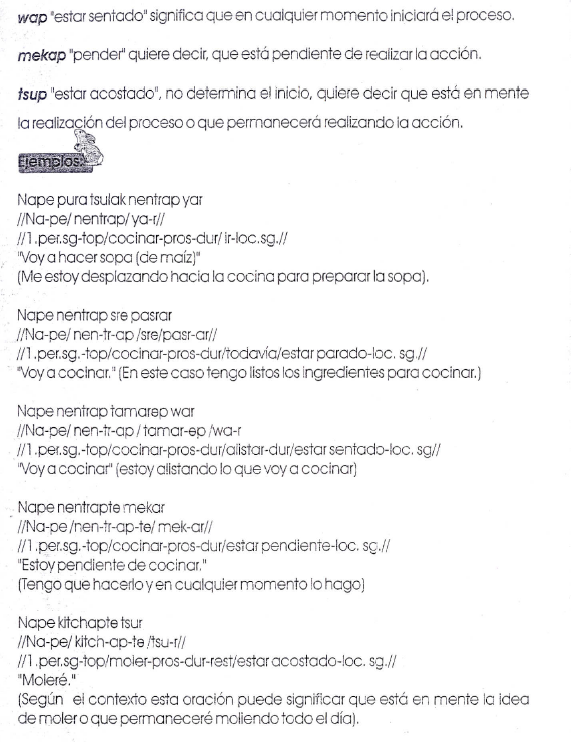 wap "estar sentado" significa que en cualquier momento iniciará el proceso.
mekap "pender" quiere decir, que está pendiente de realizar la acción.
tsup "estar acostado", no determina el inicio, quiere decir que está en mente
la realización del proceso o que permanecerá realizando la acción.
Ejemplos:
Nape pura tsulak nentrap yar
//Na-pe/ nentrap/ ya-r//
//1.per.sg-top/cocinar-pros-dur/ ir-loc.sg.//
"Voy a hacer sopa (de maíz)"
(Me estoy desplazando hacia la cocina para preparar la sopa).
Nape nentrap sre pasrar
//Na-pe/ nen-tr-ap /sre/pasr-ar//
//1.per.sg.-top/cocinar-pros-dur/todavía/estar parado-loc. sg.//
"Voy a cocinar." (En este caso tengo listos los ingredientes para cocinar.)
Nape nentrap tamarep war
//Na-pe/ nen-tr-ap / tamar-ep /wa-r
//1.per.sg.-top/cocinar-pros-dur/alistar-dur/estar sentado-loc. sg//
"Voy a cocinar" (estoy alistando lo que voy a cocinar)
Nape nentrapte mekar
//Na-pe /nen-tr-ap-te/ mek-ar//
//1.per.sg.-top/cocinar-pros-dur/estar pendiente-loc. sg.//
"Estoy pendiente de cocinar."
(Tengo que hacerlo y en cualquier momento lo hago)
Nape kitchapte tsur
//Na-pe/ kitch-ap-te /tsu-r//
//1.per.sg-top/moler-pros-dur-rest/estar acostado-loc. sg.//
"Moleré."
(Según el contexto esta oración puede significar que está en mente la idea
de moler o que permaneceré moliendo todo el día).